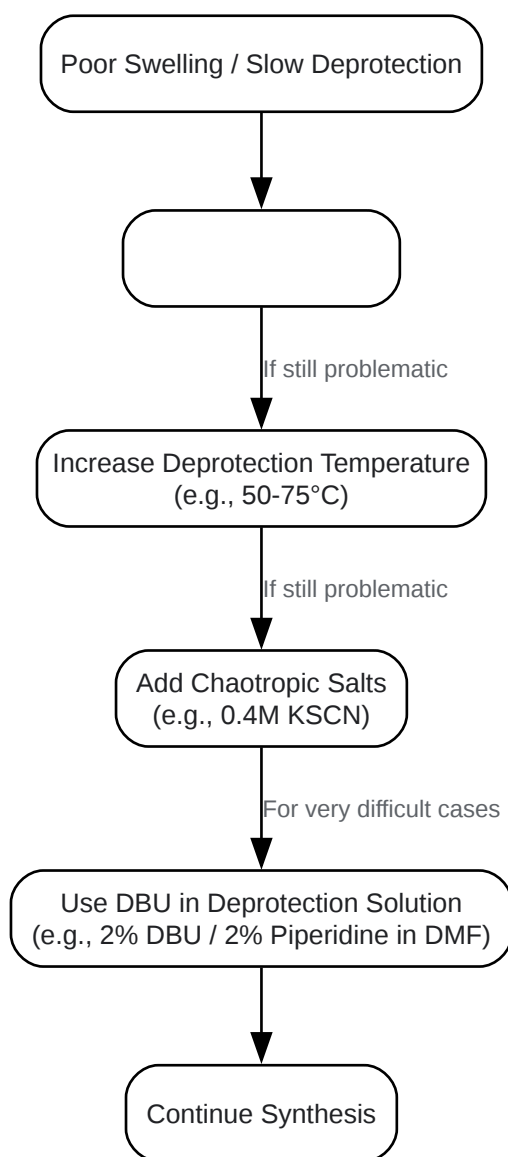 Poor Swelling / Slow Deprotection
If still problematic
Increase Deprotection Temperature
(e.g., 50-75°C)
If still problematic
Add Chaotropic Salts
(e.g., 0.4M KSCN)
For very difficult cases
Use DBU in Deprotection Solution
(e.g., 2% DBU / 2% Piperidine in DMF)
Continue Synthesis